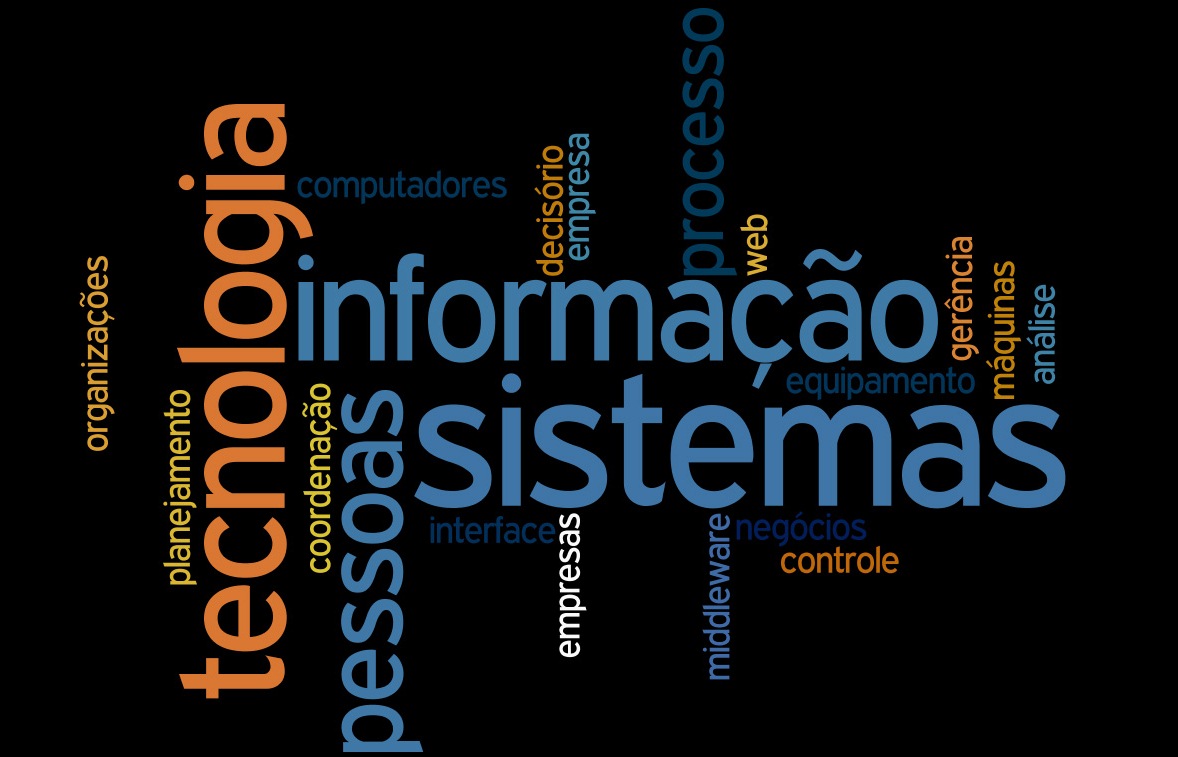 processo
tecnologia
computadores
decisório
empresa
web
informação
gerência
máquinas
análise
organizações
equipamento
planejamento
coordenação
pessoas
sistemas
interface
empresas
middleware
negócios
controle